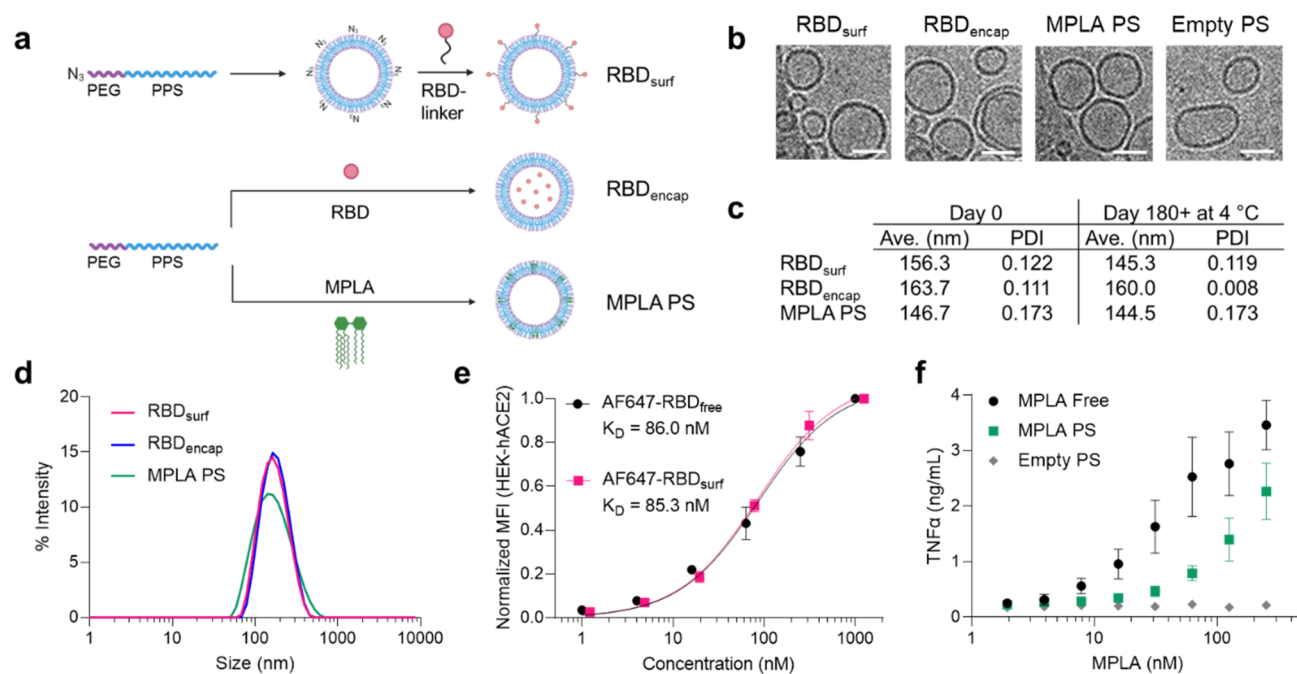 a
N3
PEG
PPS
N3
N3
N3
N3
N3
N3
N3
N3
RBD-
linker
RBDsurf
RBD
RBDencap
PEG
PPS
MPLA
MPLA PS
b
RBDsurf RBDencap MPLA PS Empty PS
c
Day 0 Day 180+ at 4 °C
Ave. (nm) PDI Ave. (nm) PDI
RBDsurf 156.3 0.122 145.3 0.119
RBDencap 163.7 0.111 160.0 0.008
MPLA PS 146.7 0.173 144.5 0.173
d
% Intensity
20
15
10
5
0
RBDsurf
RBDencap
MPLA PS
1 10 100 1000 10000
Size (nm)
e
Normalized MFI (HEK-hACE2)
1.0
0.8
0.6
0.4
0.2
0.0
AF647-RBDfree
KD = 86.0 nM
AF647-RBDsurf
KD = 85.3 nM
1 10 100 1000
Concentration (nM)
f
TNFα (ng/mL)
4
3
2
1
0
MPLA Free
MPLA PS
Empty PS
1 10 100
MPLA (nM)